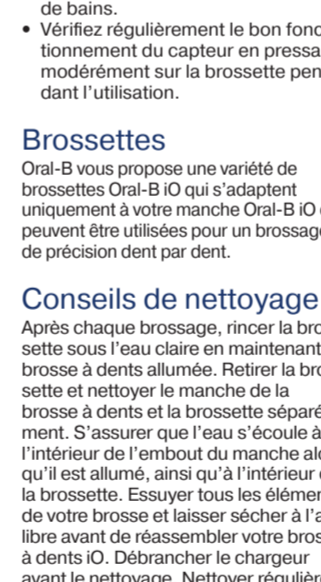 de bains.
• Vérifiez régulièrement le bon fonc
tionnement du capteur en pressa
modérément sur la brossette pen
dant l'utilisation.
Brossettes
Oral-B vous propose une variété de
brossettes Oral-B iO qui s'adaptent
uniquement à votre manche Oral-B iO
peuvent être utilisées pour un brossag
de précision dent par dent.
Conseils de nettoyage
Après chaque brossage, rincer la bro
sette sous l'eau claire en maintenant
brosse à dents allumée. Retirer la bro
sette et nettoyer le manche de la
brosse à dents et la brossette séparé
ment. S'assurer que l'eau s'écoule à
l'intérieur de l'embout du manche alo
qu'il est allumé, ainsi qu'à l'intérieur
la brossette. Essuyer tous les élémen
de votre brosse et laisser sécher à l'a
libre avant de réassembler votre bros
à dents iO. Débrancher le chargeur
avant le nettoyage. Nettoyer réguliè